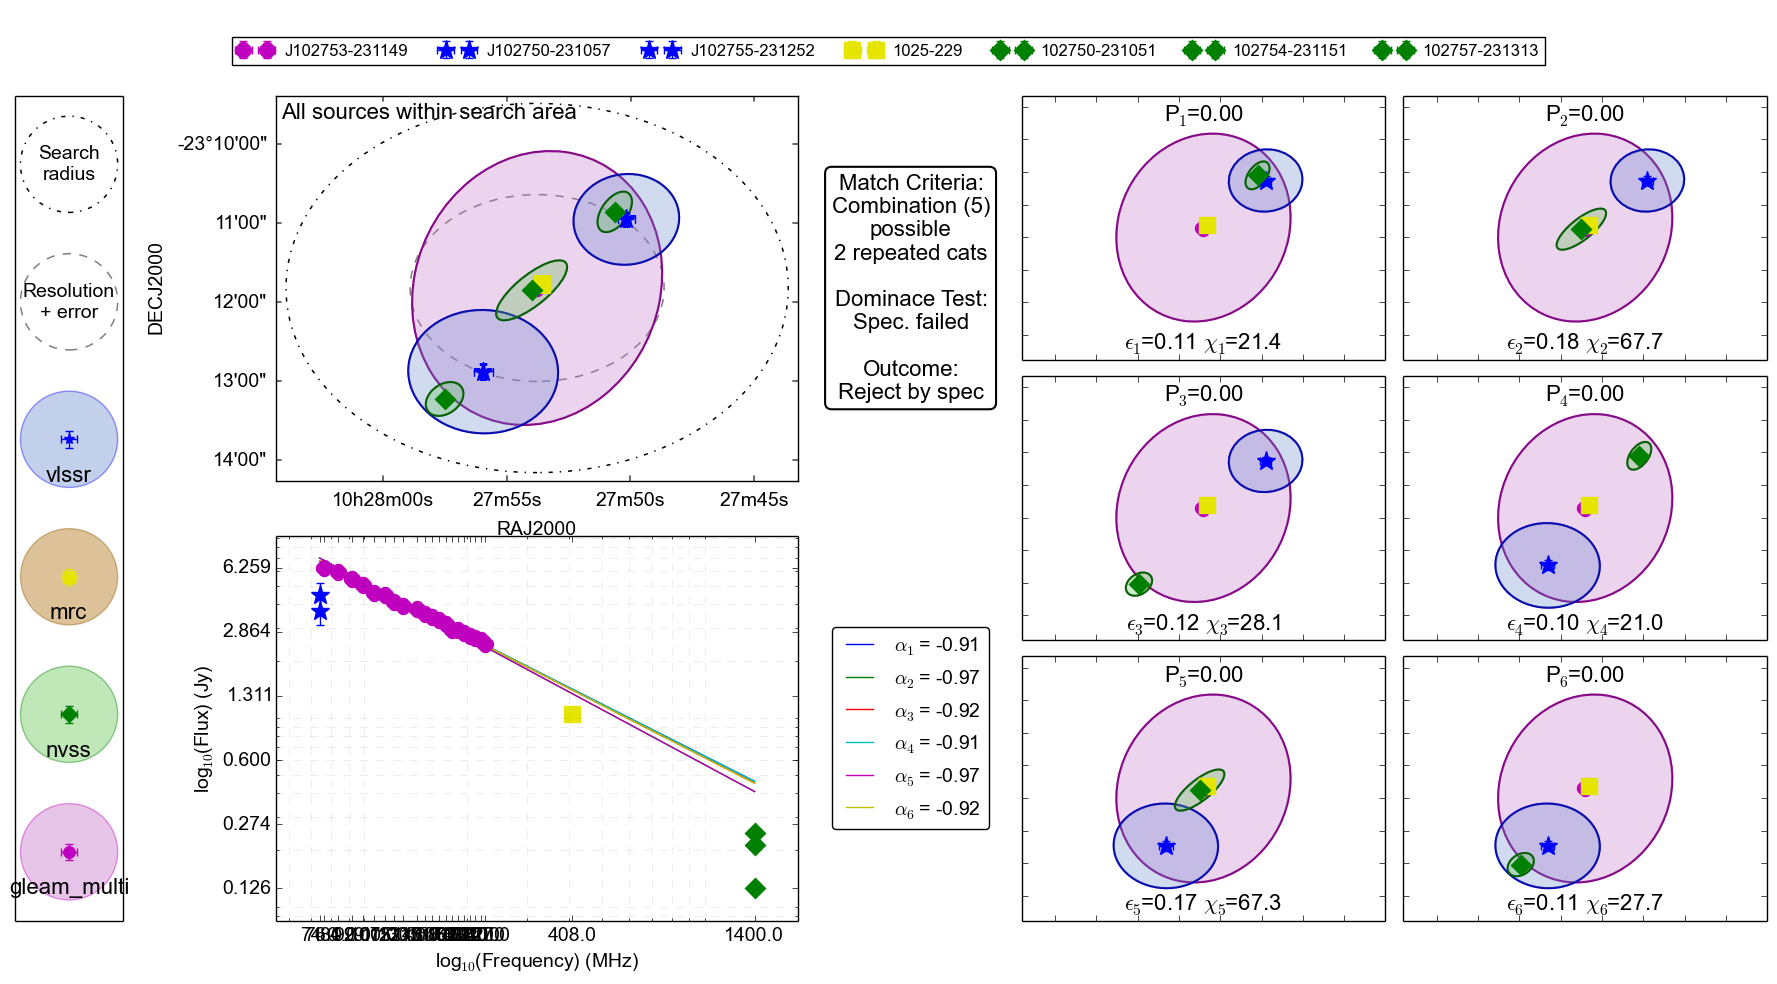 J102753-231149 J102750-231057 J102755-231252 1025-229 102750-231051 102754-231151 102757-231313
Search
radius
Resolution
+ error
vlssr
mrc
nvss
gleam_multi
All sources within search area
DECJ2000
-23°10'00"
11'00"
12'00"
13'00"
14'00"
10h28m00s 27m55s 27m50s 27m45s
RAJ2000
Match Criteria:
Combination (5)
possible
2 repeated cats
Dominace Test:
Spec. failed
Outcome:
Reject by spec
log10(Flux) (Jy)
6.259
2.864
1.311
0.600
0.274
0.126
408.0 1400.0
log10(Frequency) (MHz)
α1 = -0.91
α2 = -0.97
α3 = -0.92
α4 = -0.91
α5 = -0.97
α6 = -0.92
P1=0.00
ϵ1=0.11 χ1=21.4
P2=0.00
ϵ2=0.18 χ2=67.7
P3=0.00
ϵ3=0.12 χ3=28.1
P4=0.00
ϵ4=0.10 χ4=21.0
P5=0.00
ϵ5=0.17 χ5=67.3
P6=0.00
ϵ6=0.11 χ6=27.7